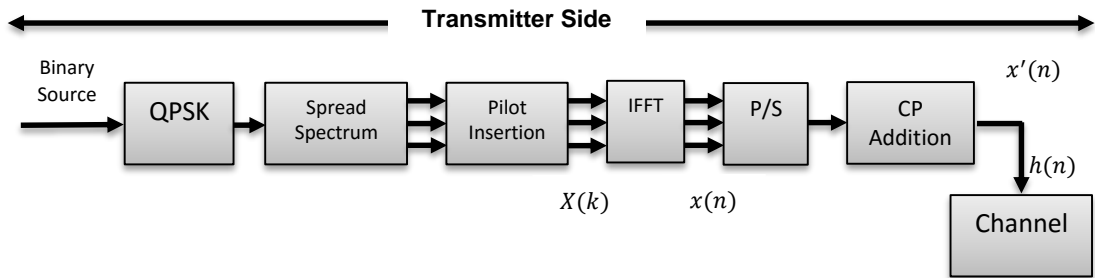 Transmitter Side
Binary
Source
QPSK
Spread
Spectrum
Pilot
Insertion
IFFT
P/S
CP
Addition
x′(n)
h(n)
X(k)
x(n)
Channel